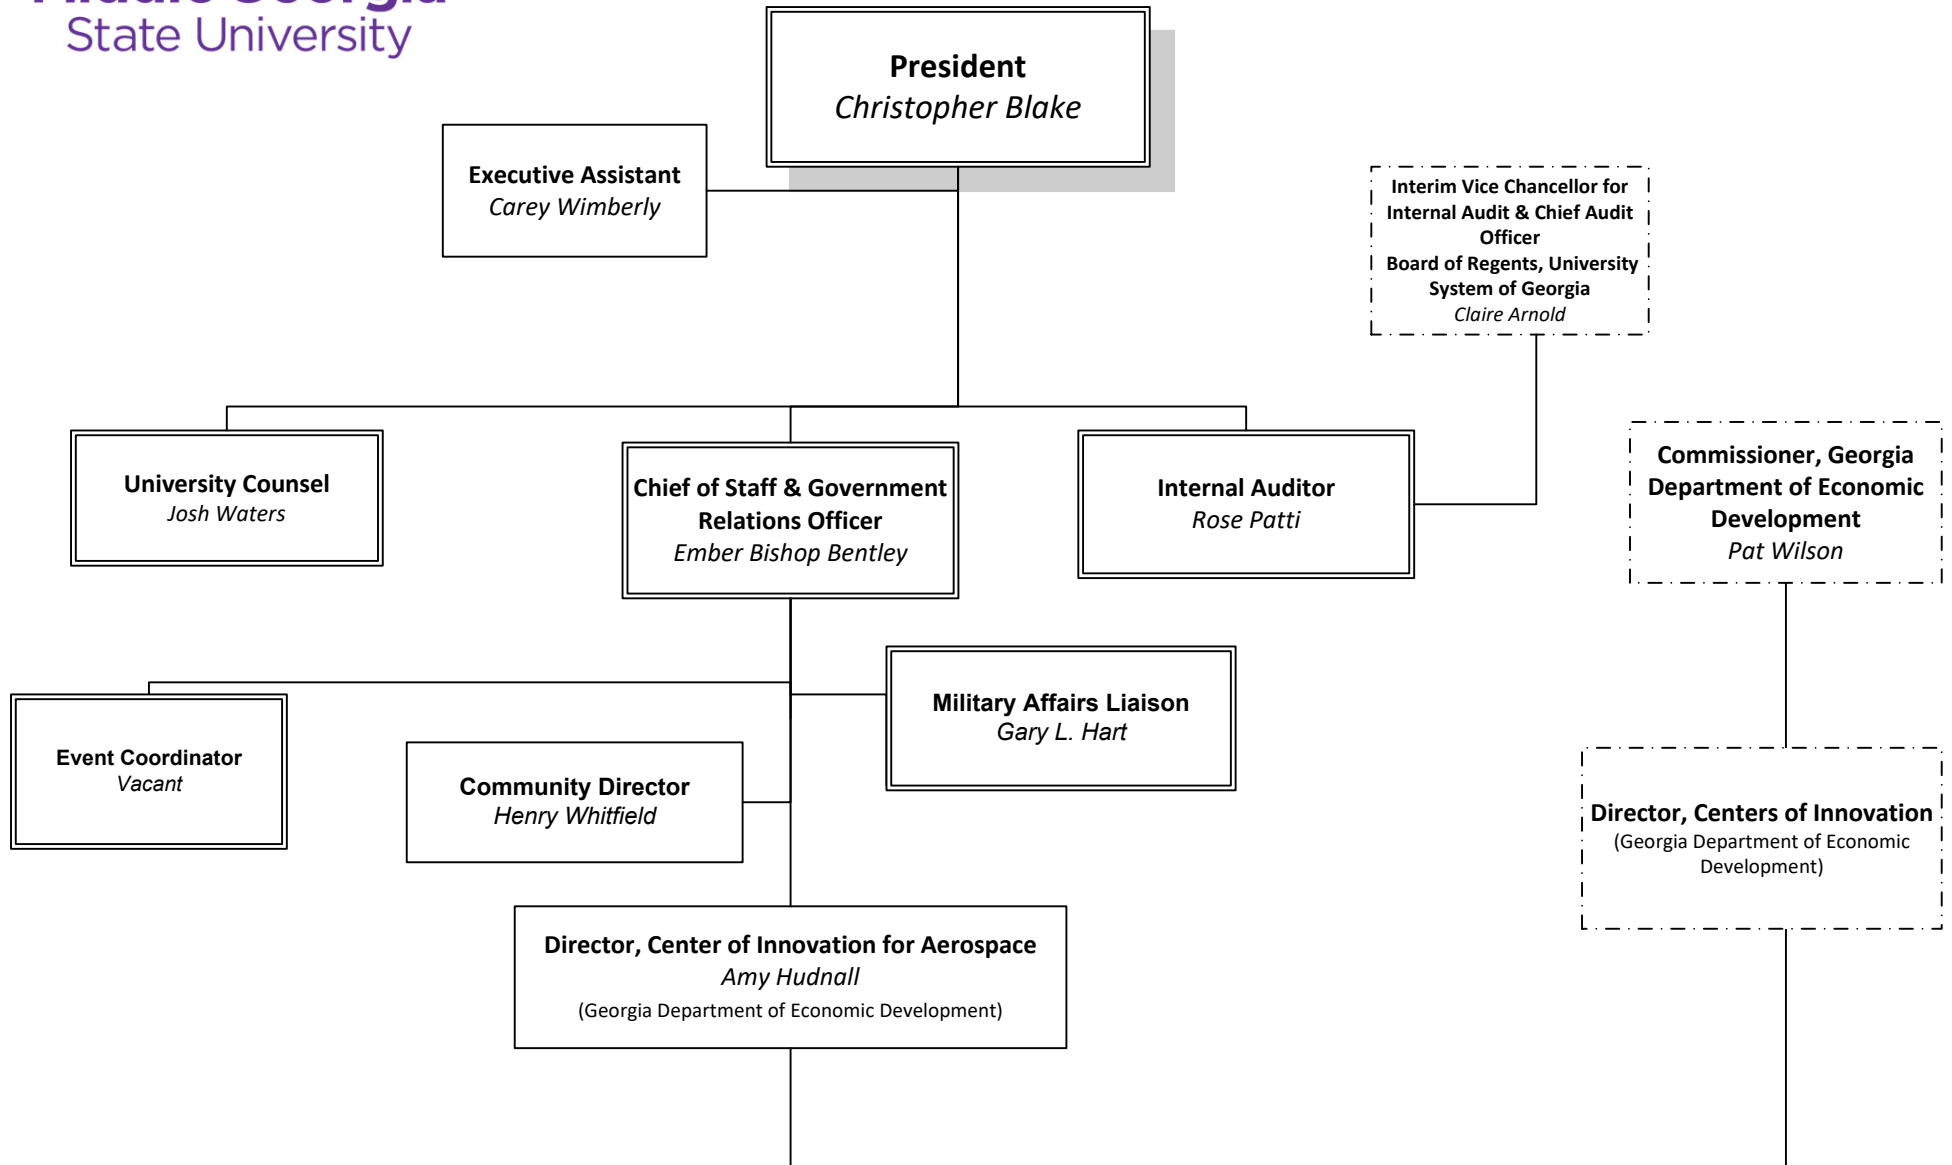 Middle Georgia
State University
President
Christopher Blake
Executive Assistant
Carey Wimberly
Interim Vice Chancellor for
Internal Audit & Chief Audit
Officer
Board of Regents, University
System of Georgia
Claire Arnold
University Counsel
Josh Waters
Chief of Staff & Government
Relations Officer
Ember Bishop Bentley
Internal Auditor
Rose Patti
Commissioner, Georgia
Department of Economic
Development
Pat Wilson
Event Coordinator
Vacant
Community Director
Henry Whitfield
Military Affairs Liaison
Gary L. Hart
Director, Centers of Innovation
(Georgia Department of Economic
Development)
Director, Center of Innovation for Aerospace
Amy Hudnall
(Georgia Department of Economic Development)